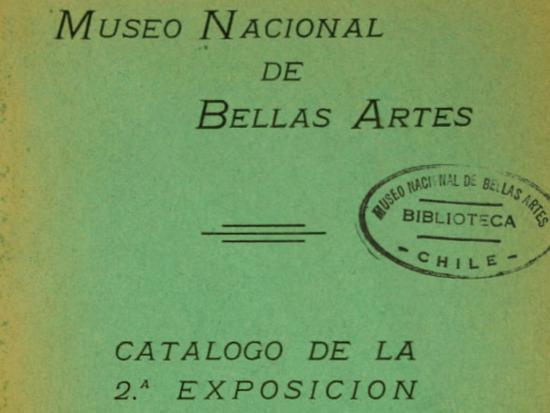 MUSEO NACIONAL
DE
BELLAS ARTES
MUSEO NACIONAL DE BELLAS ARTES
BIBLIOTECA
- CHILE -
CATALOGO DE LA
2.ᴬ EXPOSICION